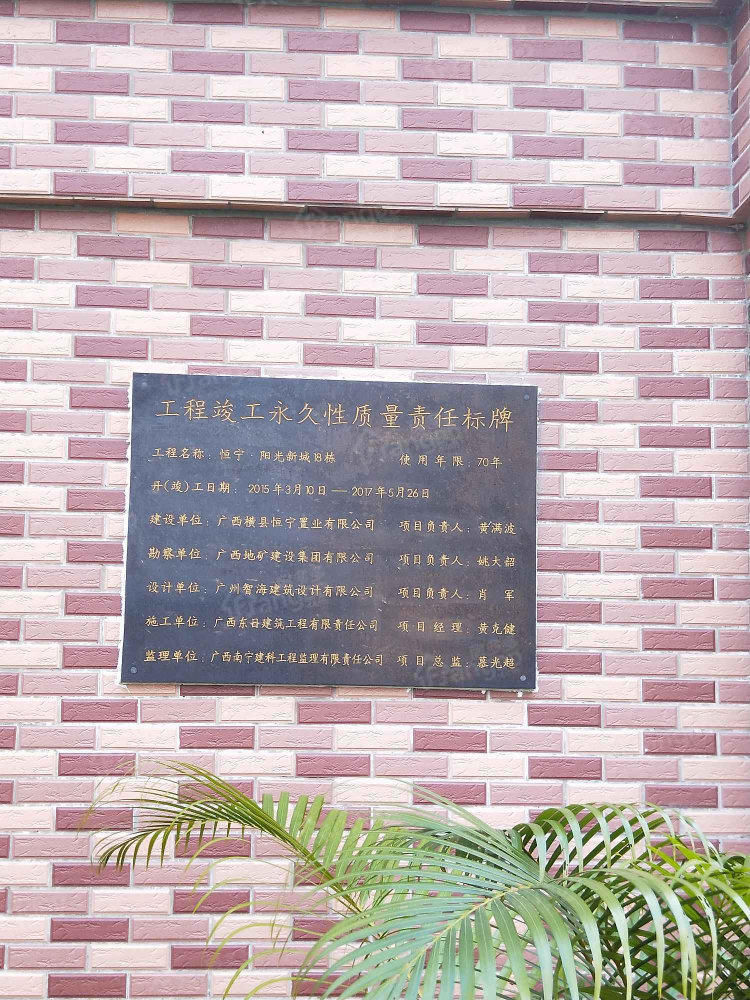 工程竣工永久性质量责任标牌
工程名称：恒宁·阳光新城18栋 使用年限：70年
开(竣)工日期：2015年3月10日——2017年5月26日
建设单位：广西横县恒宁置业有限公司 项目负责人：黄满波
勘察单位：广西地矿建设集团有限公司 项目负责人：姚大韶
设计单位：广州智海建筑设计有限公司 项目负责人：肖 军
施工单位：广西东日建筑工程有限责任公司 项目经理：黄克健
监理单位：广西南宁建科工程监理有限责任公司 项目总监：慕光超